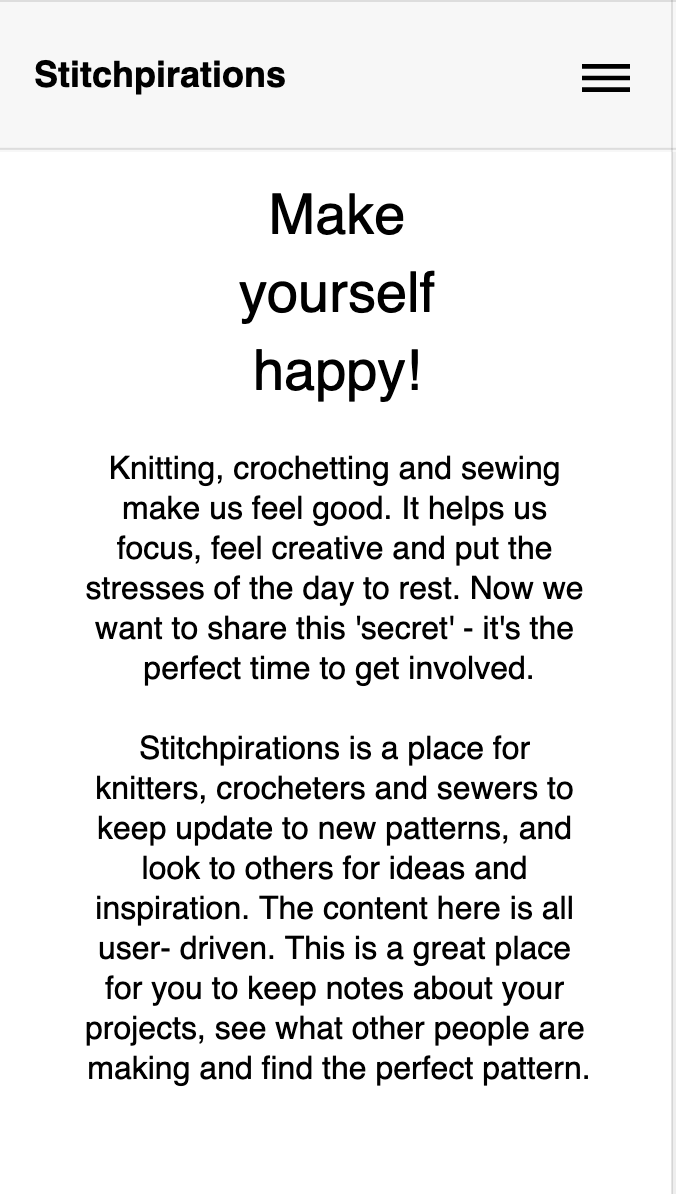 Stitchpirations
Make
yourself
happy!
Knitting, crochetting and sewing
make us feel good. It helps us
focus, feel creative and put the
stresses of the day to rest. Now we
want to share this 'secret' - it's the
perfect time to get involved.
Stitchpirations is a place for
knitters, crocheters and sewers to
keep update to new patterns, and
look to others for ideas and
inspiration. The content here is all
user- driven. This is a great place
for you to keep notes about your
projects, see what other people are
making and find the perfect pattern.